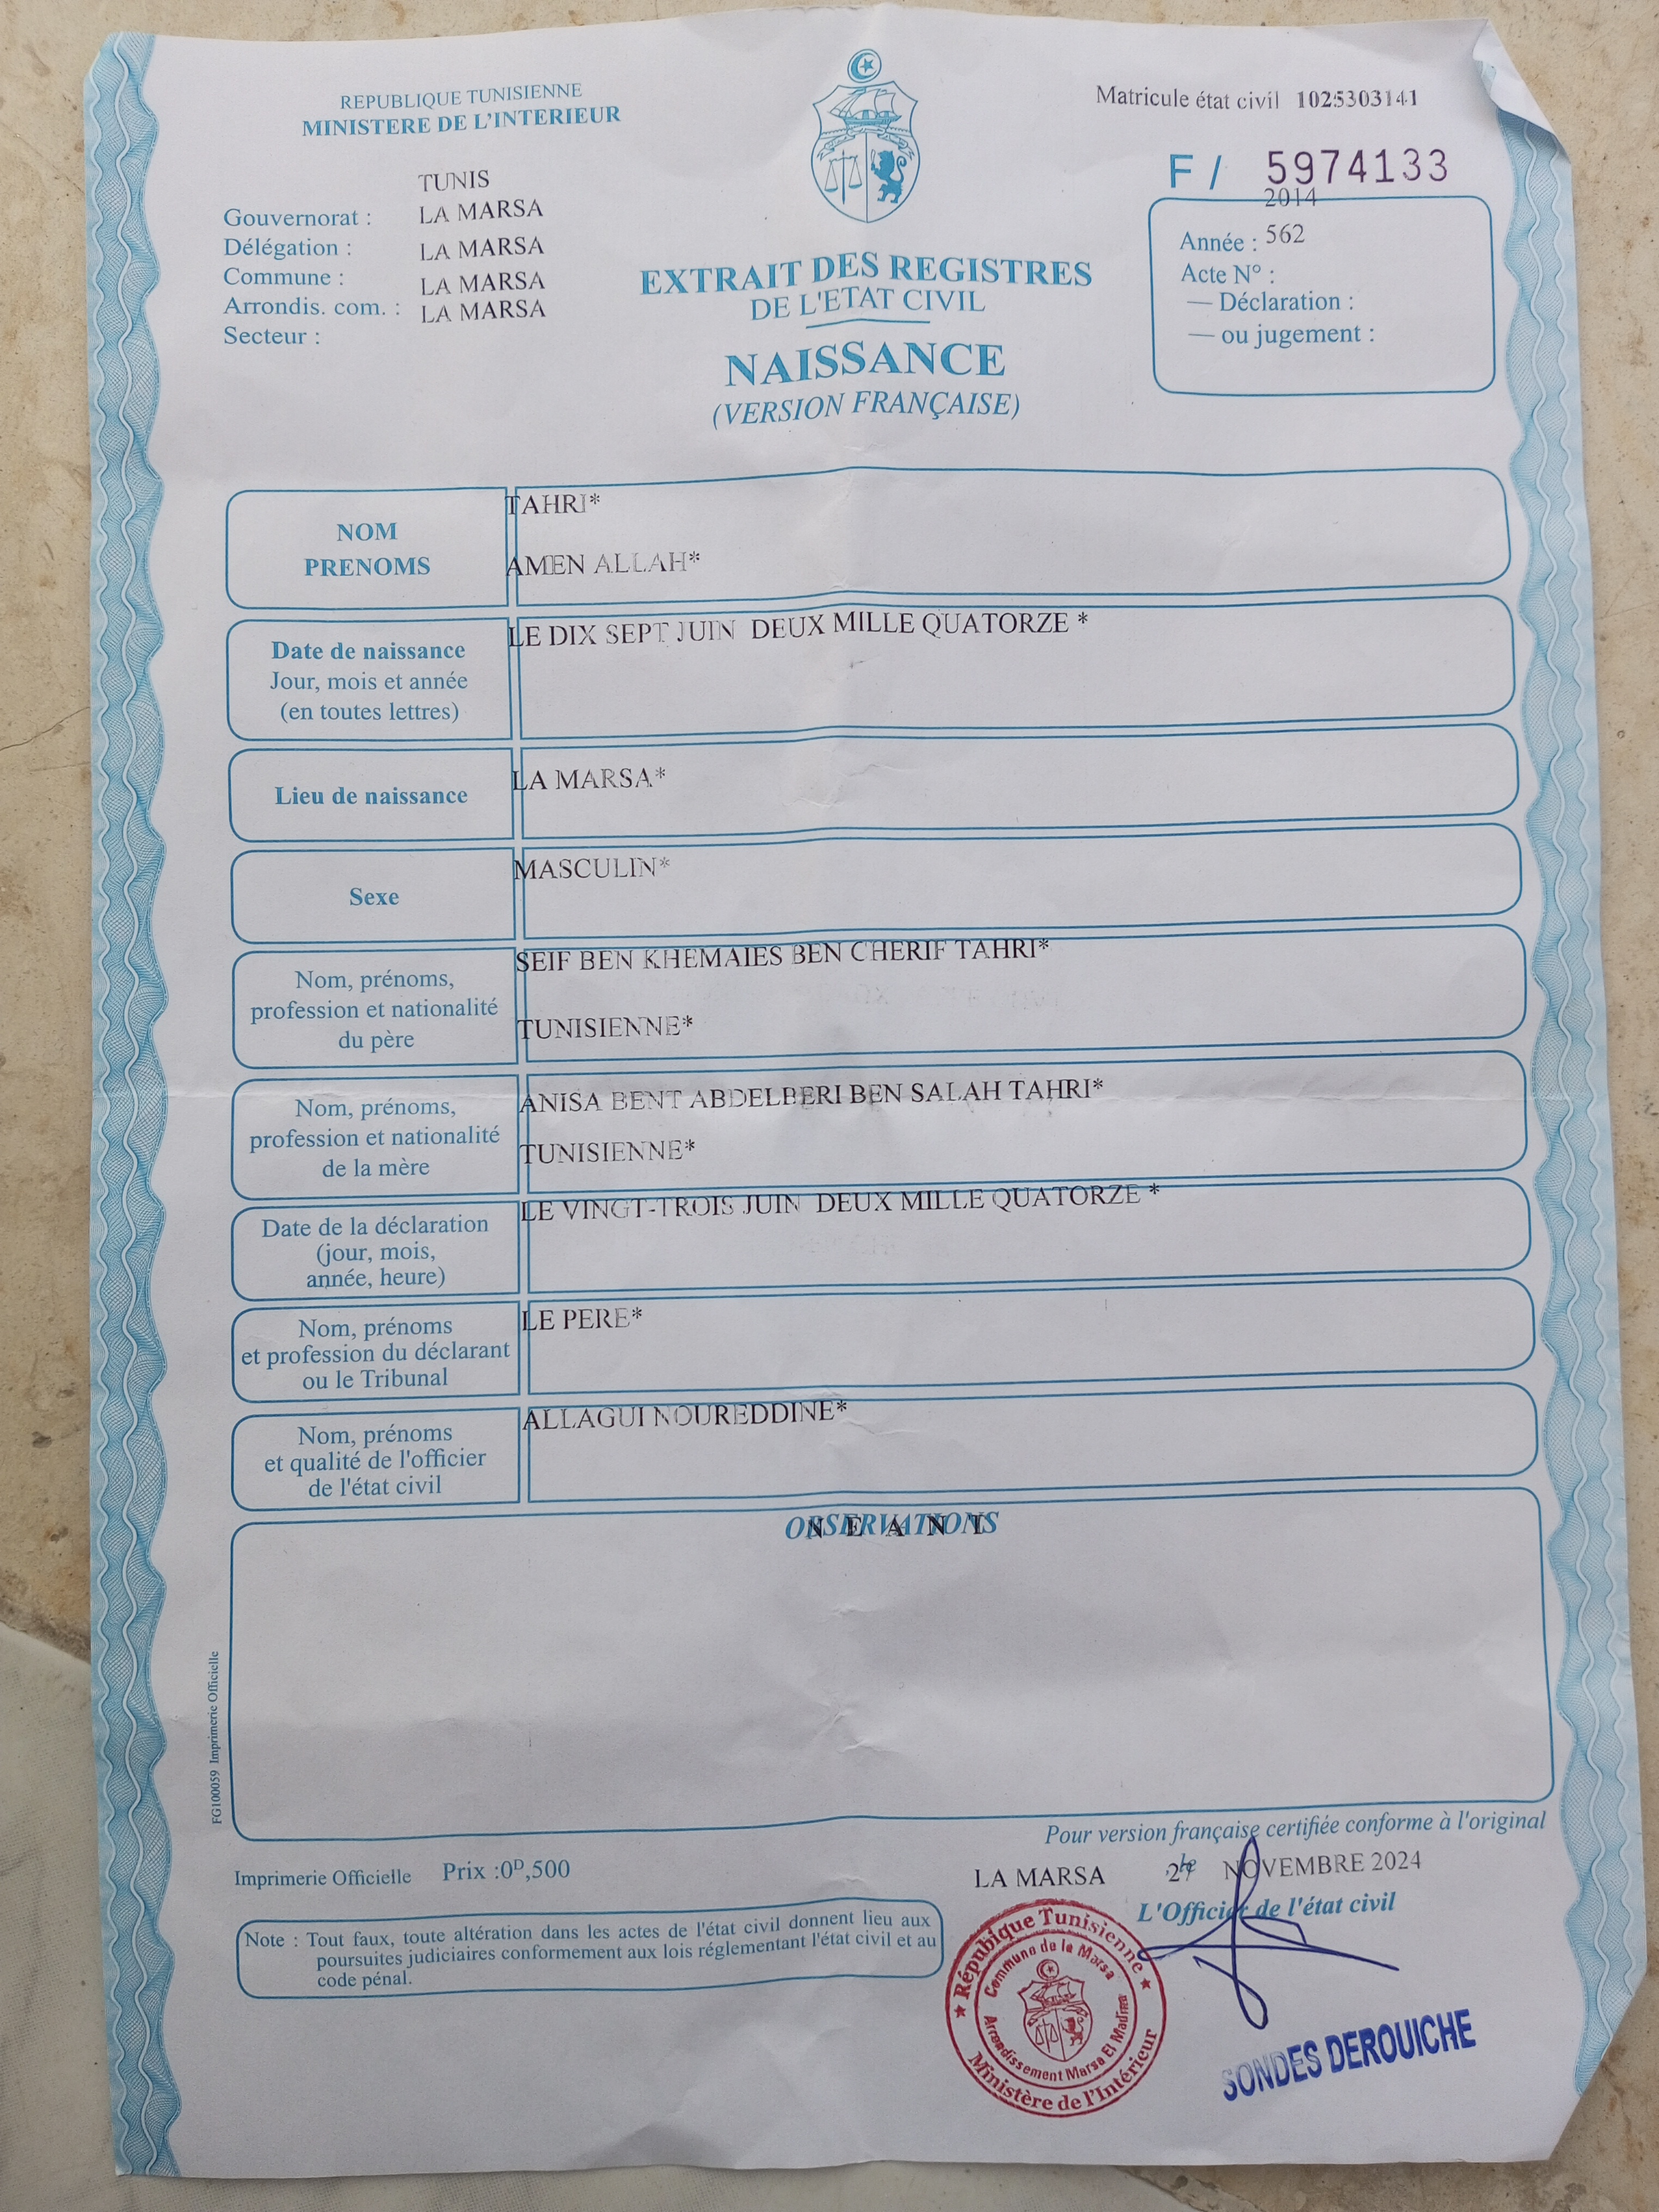 REPUBLIQUE TUNISIENNE
MINISTERE DE L'INTERIEUR
Matricule état civil 1025303141
F / 5974133
TUNIS
Gouvernorat : LA MARSA
Délégation : LA MARSA
Commune : LA MARSA
Arrondis. com. : LA MARSA
Secteur :
EXTRAIT DES REGISTRES
DE L'ETAT CIVIL
NAISSANCE
(VERSION FRANÇAISE)
2014
Année : 562
Acte N° :
— Déclaration :
— ou jugement :
NOM
PRENOMS
TAHRI*
AMEN ALLAH*
Date de naissance
Jour, mois et année
(en toutes lettres)
LE DIX SEPT JUIN DEUX MILLE QUATORZE *
Lieu de naissance
LA MARSA*
Sexe
MASCULIN*
Nom, prénoms,
profession et nationalité
du père
SEIF BEN KHEMAIES BEN CHERIF TAHRI*
TUNISIENNE*
Nom, prénoms,
profession et nationalité
de la mère
ANISA BENT ABDELBERI BEN SALAH TAHRI*
TUNISIENNE*
Date de la déclaration
(jour, mois,
année, heure)
LE VINGT-TROIS JUIN DEUX MILLE QUATORZE *
Nom, prénoms
et profession du déclarant
ou le Tribunal
LE PERE*
Nom, prénoms
et qualité de l'officier
de l'état civil
ALLAGUI NOUREDDINE*
OBSERVATIONS
N E A N T
FG100059 Imprimerie Officielle
Pour version française certifiée conforme à l'original
Imprimerie Officielle Prix :0D,500
LA MARSA ,le NOVEMBRE 2024
L'Officier de l'état civil
Note : Tout faux, toute altération dans les actes de l'état civil donnent lieu aux
poursuites judiciaires conformement aux lois réglementant l'état civil et au
code pénal.
République Tunisienne
Commune de la Marsa
Arrondissement Marsa El Madina
Ministère de l'Intérieur
SONDES DEROUICHE